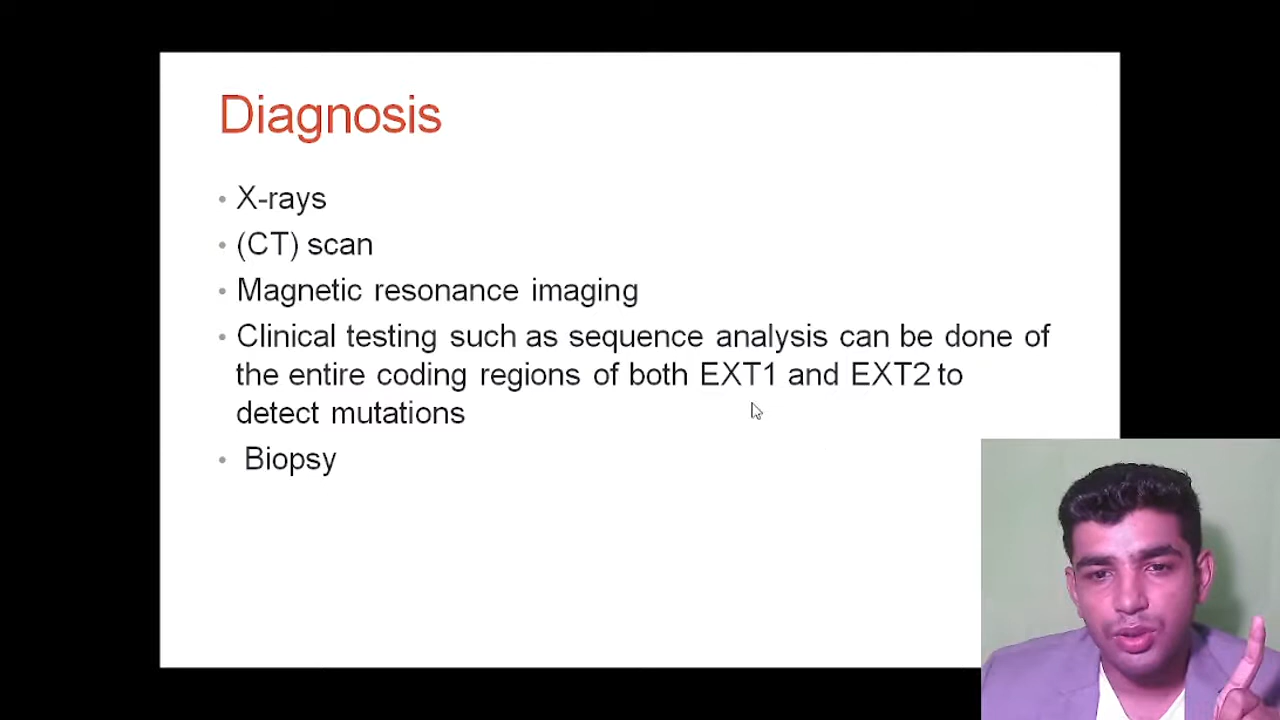 Diagnosis
• X-rays
• (CT) scan
• Magnetic resonance imaging
• Clinical testing such as sequence analysis can be done of
the entire coding regions of both EXT1 and EXT2 to
detect mutations
• Biopsy